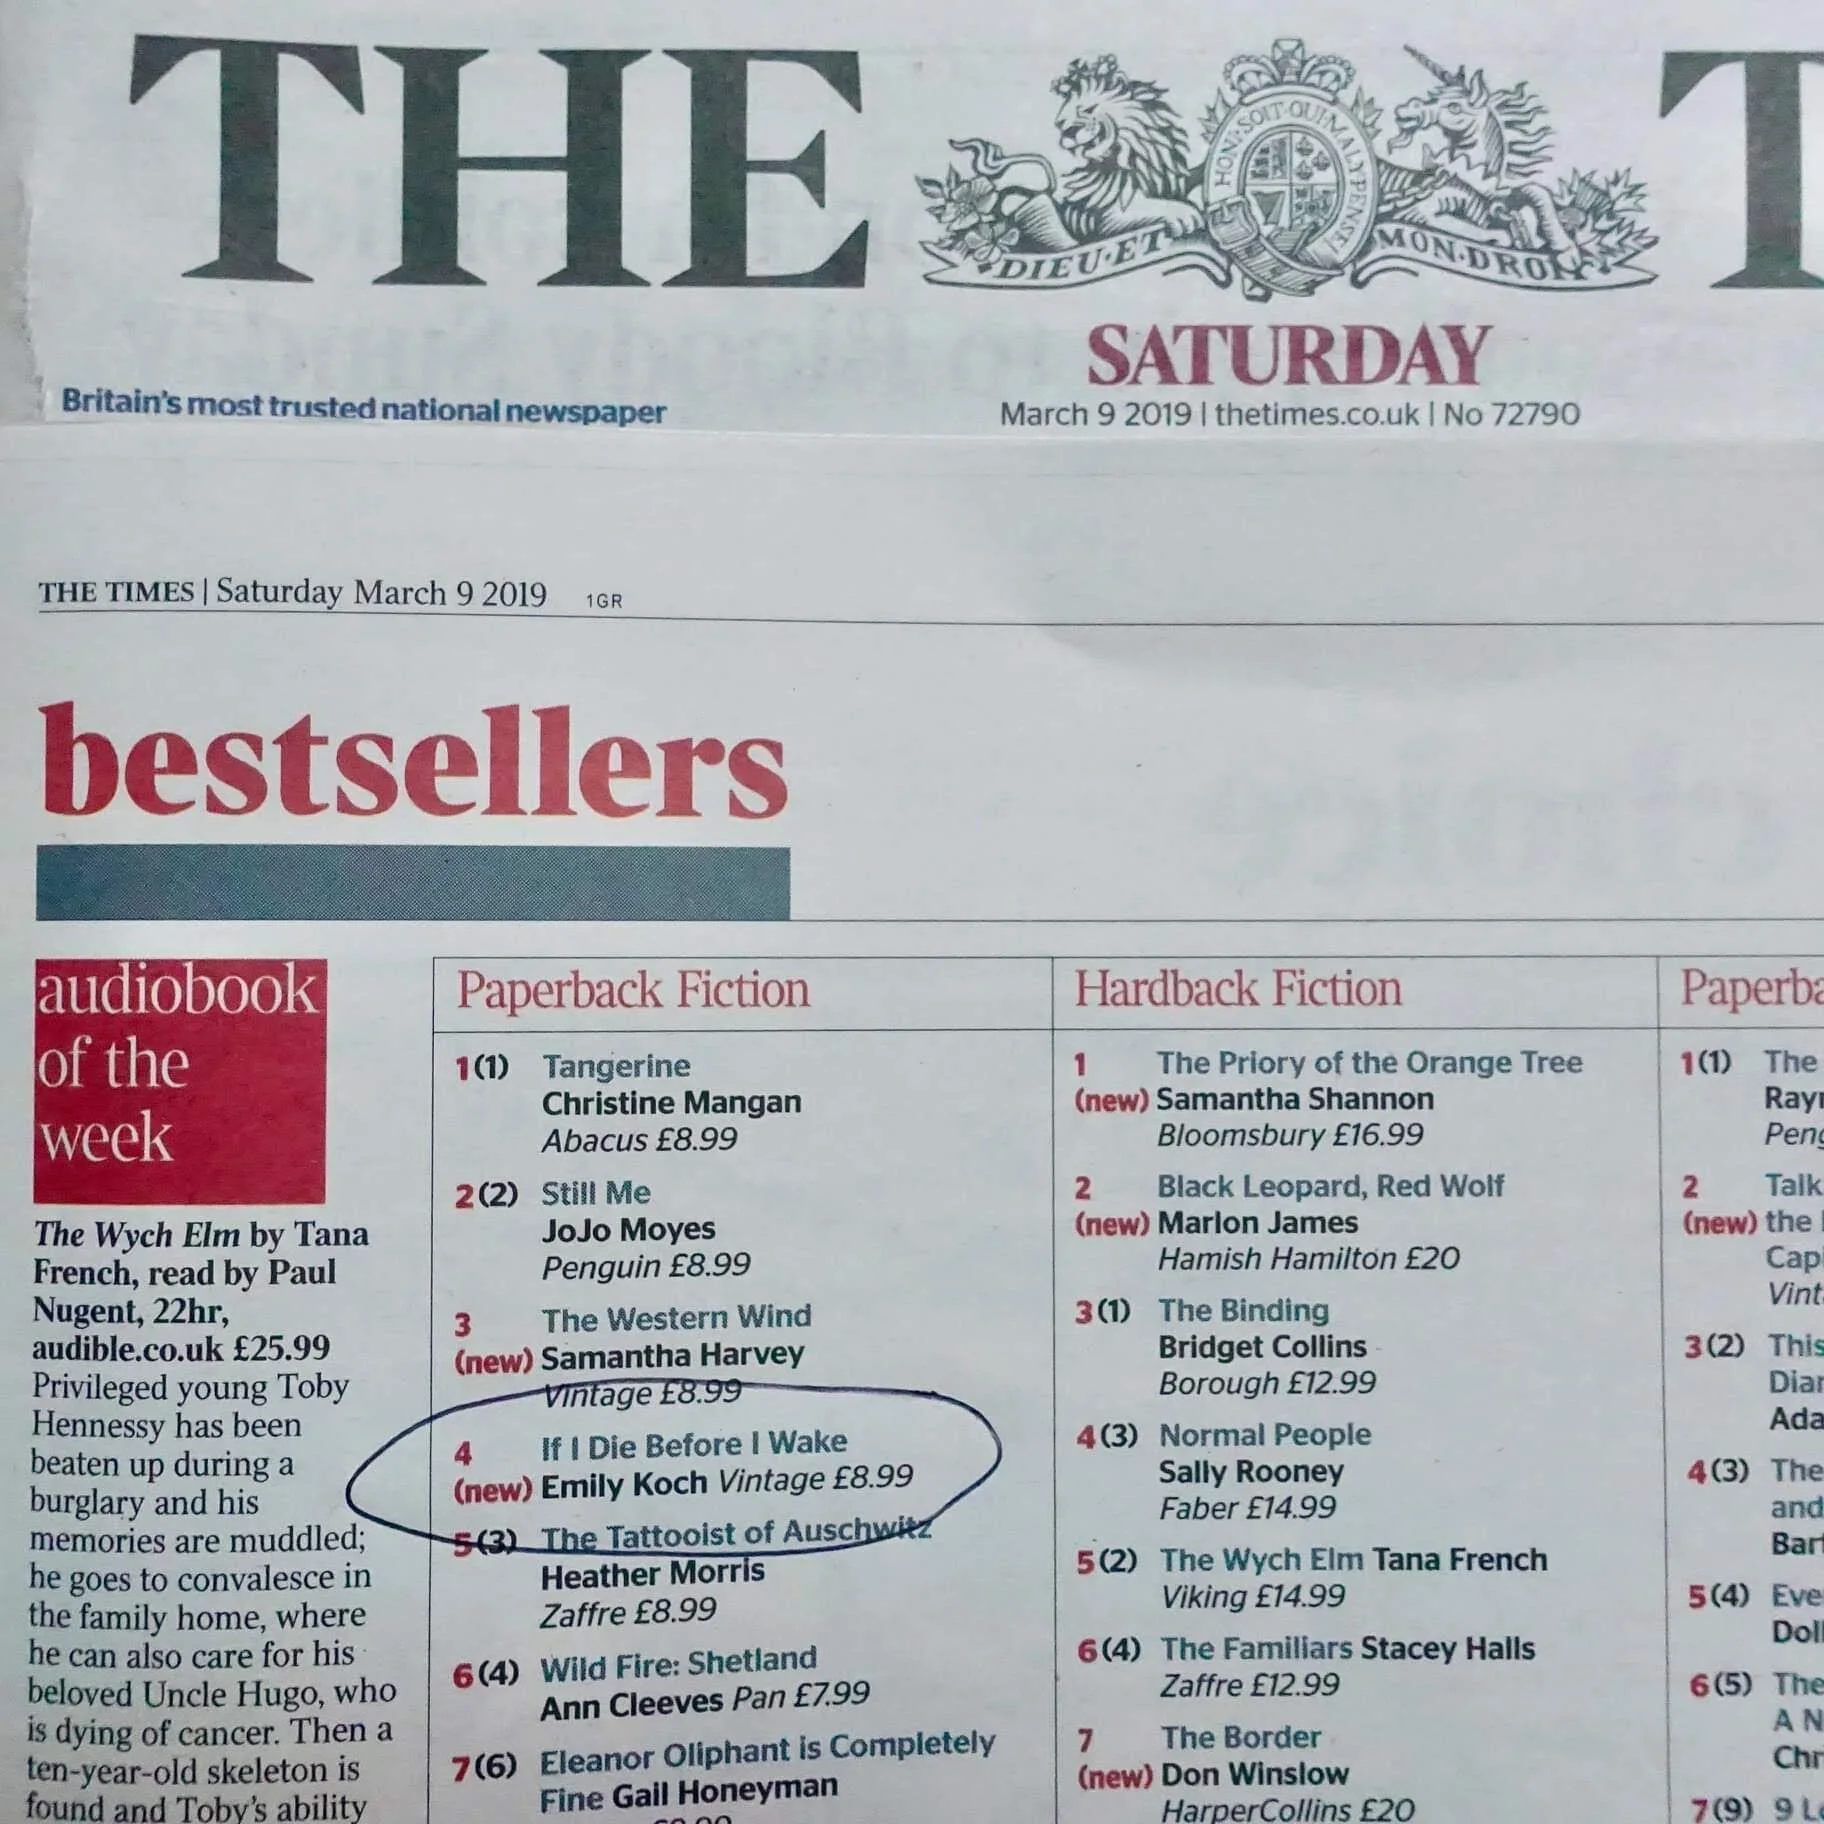 THE T
HONI·SOIT·QUI·MAL·Y·PENSE
DIEU·ET MON·DROIT
SATURDAY
Britain's most trusted national newspaper
March 9 2019 | thetimes.co.uk | No 72790
THE TIMES | Saturday March 9 2019 1GR
bestsellers
audiobook
of the
week
The Wych Elm by Tana
French, read by Paul
Nugent, 22hr,
audible.co.uk £25.99
Privileged young Toby
Hennessy has been
beaten up during a
burglary and his
memories are muddled;
he goes to convalesce in
the family home, where
he can also care for his
beloved Uncle Hugo, who
is dying of cancer. Then a
ten-year-old skeleton is
found and Toby's ability
Paperback Fiction
1(1) Tangerine
Christine Mangan
Abacus £8.99
2(2) Still Me
JoJo Moyes
Penguin £8.99
3 The Western Wind
(new) Samantha Harvey
Vintage £8.99
4 If I Die Before I Wake
(new) Emily Koch Vintage £8.99
5(3) The Tattooist of Auschwitz
Heather Morris
Zaffre £8.99
6(4) Wild Fire: Shetland
Ann Cleeves Pan £7.99
7(6) Eleanor Oliphant is Completely
Fine Gail Honeyman
Hardback Fiction
1 The Priory of the Orange Tree
(new) Samantha Shannon
Bloomsbury £16.99
2 Black Leopard, Red Wolf
(new) Marlon James
Hamish Hamilton £20
3(1) The Binding
Bridget Collins
Borough £12.99
4(3) Normal People
Sally Rooney
Faber £14.99
5(2) The Wych Elm Tana French
Viking £14.99
6(4) The Familiars Stacey Halls
Zaffre £12.99
7 The Border
(new) Don Winslow
HarperCollins £20
Paperba
1(1) The
Rayn
Peng
2 Talk
(new) the
Capi
Vint
3(2) This
Diar
Ada
4(3) The
and
Bart
5(4) Eve
Doll
6(5) The
A N
Chr
7(9) 9 L